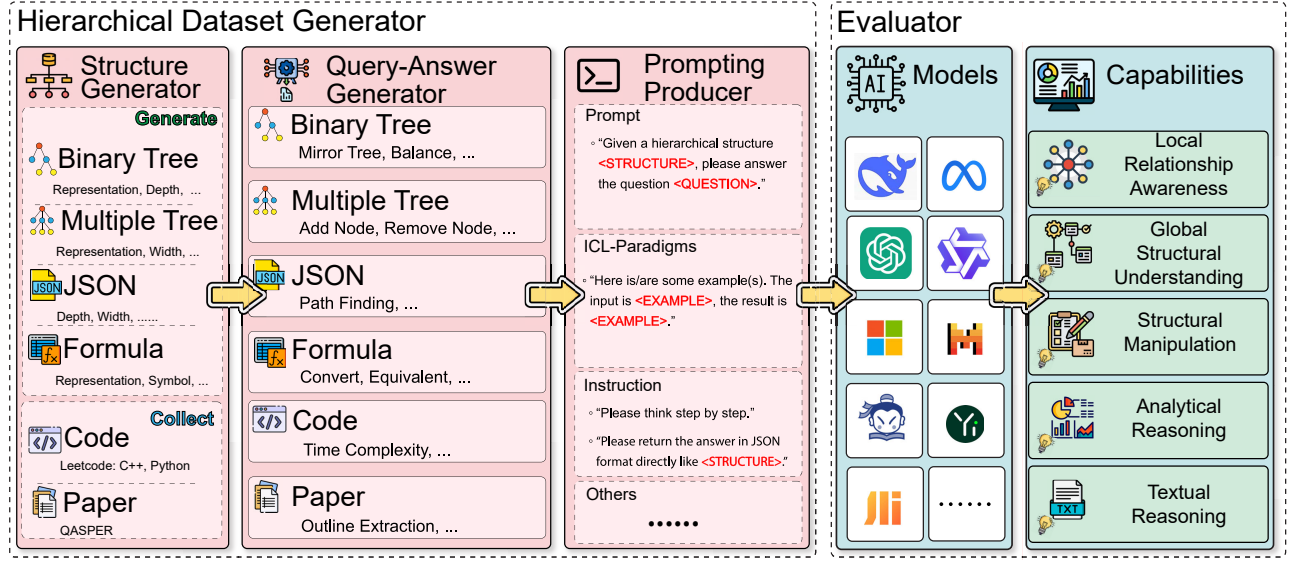 Hierarchical Dataset Generator
Structure
Generator
Generate
Binary Tree
Representation, Depth, ...
Multiple Tree
Representation, Width, ...
JSON
JSON
Depth, Width, ......
Formula
Representation, Symbol, ...
Collect
</>
Code
Leetcode: C++, Python
Paper
QASPER
Query-Answer
Generator
Binary Tree
Mirror Tree, Balance, ...
Multiple Tree
Add Node, Remove Node, ...
JSON
JSON
Path Finding, ...
Formula
Convert, Equivalent, ...
</>
Code
Time Complexity, ...
Paper
Outline Extraction, ...
Prompting
Producer
Prompt
◦ “Given a hierarchical structure
<STRUCTURE>, please answer
the question <QUESTION>.”
ICL-Paradigms
◦ “Here is/are some example(s). The
input is <EXAMPLE>, the result is
<EXAMPLE>.”
Instruction
◦ “Please think step by step.”
◦ “Please return the answer in JSON
format directly like <STRUCTURE>.”
Others
••••••
Evaluator
AI
Models
Yi
······
Capabilities
Local
Relationship
Awareness
Global
Structural
Understanding
Structural
Manipulation
Analytical
Reasoning
TXT
Textual
Reasoning